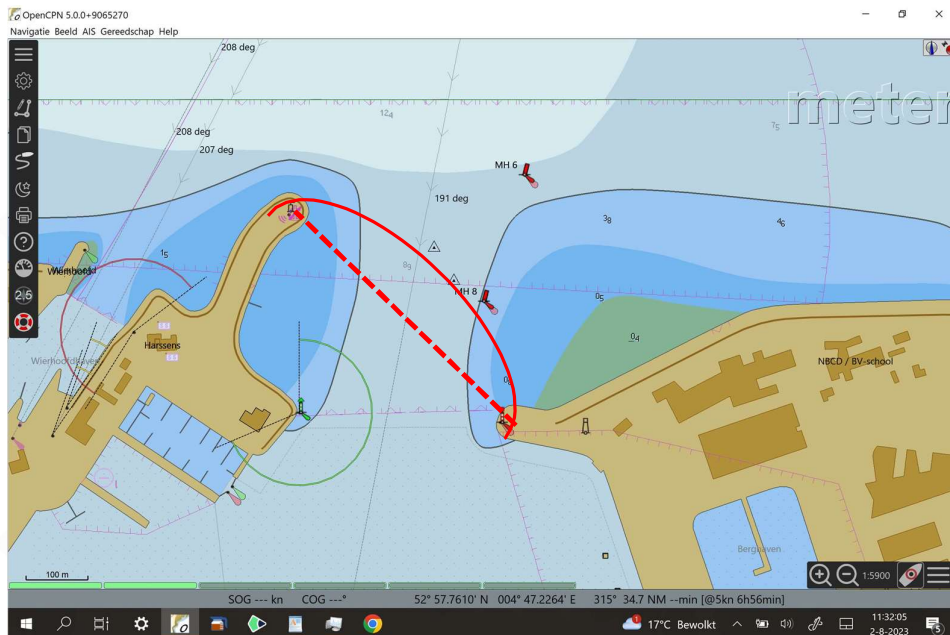 OpenCPN 5.0.0+9065270
Navigatie Beeld AIS Gereedschap Help
208 deg
meter
12₄
7₅
208 deg
207 deg
MH 6
191 deg
3₈
4₆
1₅
8₉
Wierhoofd
MH 8
0₅
2.6
0₄
Harssens
Wierhoofdhaven
NBCD / BV-school
Berghaven
100 m
1:5900
SOG --- kn COG ---° 52° 57.7610' N 004° 47.2264' E 315° 34.7 NM --min [@5kn 6h56min]
17°C Bewolkt
11:32:05
2-8-2023
5